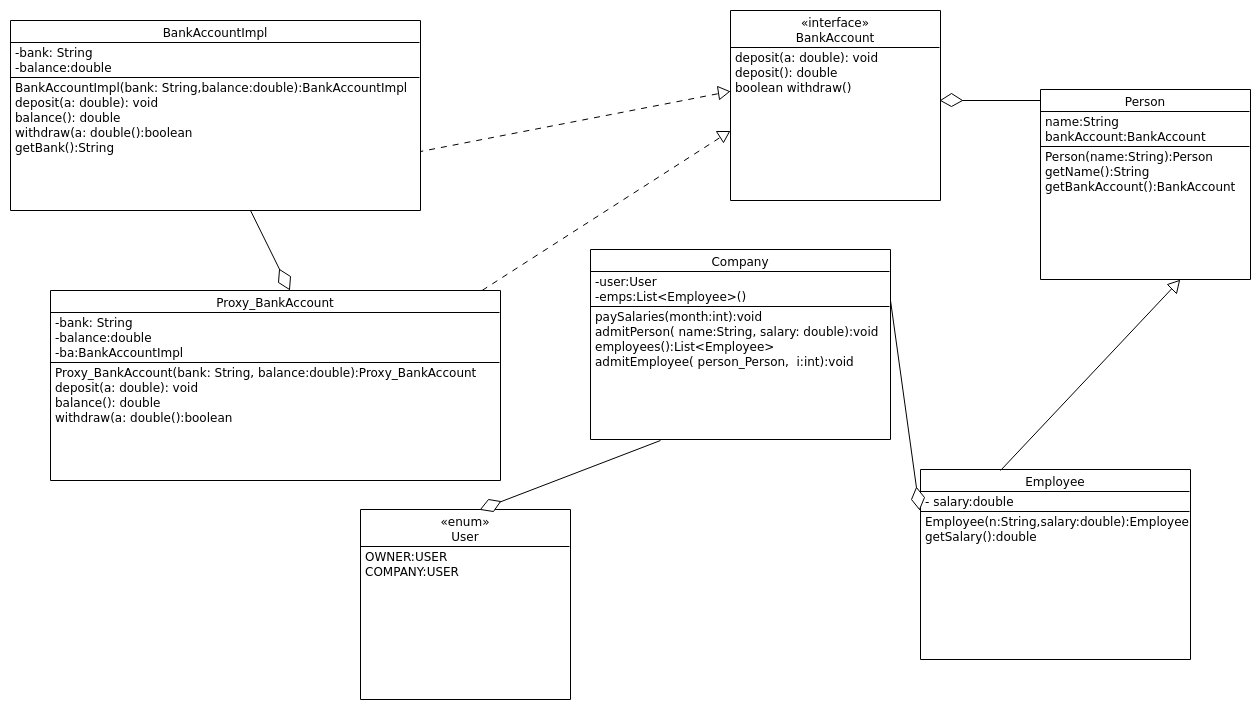 BankAccountImpl
-bank: String
-balance:double
BankAccountImpl(bank: String,balance:double):BankAccountImpl
deposit(a: double): void
balance(): double
withdraw(a: double():boolean
getBank():String
«interface»
BankAccount
deposit(a: double): void
deposit(): double
boolean withdraw()
Person
name:String
bankAccount:BankAccount
Person(name:String):Person
getName():String
getBankAccount():BankAccount
Proxy_BankAccount
-bank: String
-balance:double
-ba:BankAccountImpl
Proxy_BankAccount(bank: String, balance:double):Proxy_BankAccount
deposit(a: double): void
balance(): double
withdraw(a: double():boolean
Company
-user:User
-emps:List<Employee>()
paySalaries(month:int):void
admitPerson( name:String, salary: double):void
employees():List<Employee>
admitEmployee( person_Person,  i:int):void
«enum»
User
OWNER:USER
COMPANY:USER
Employee
- salary:double
Employee(n:String,salary:double):Employee
getSalary():double